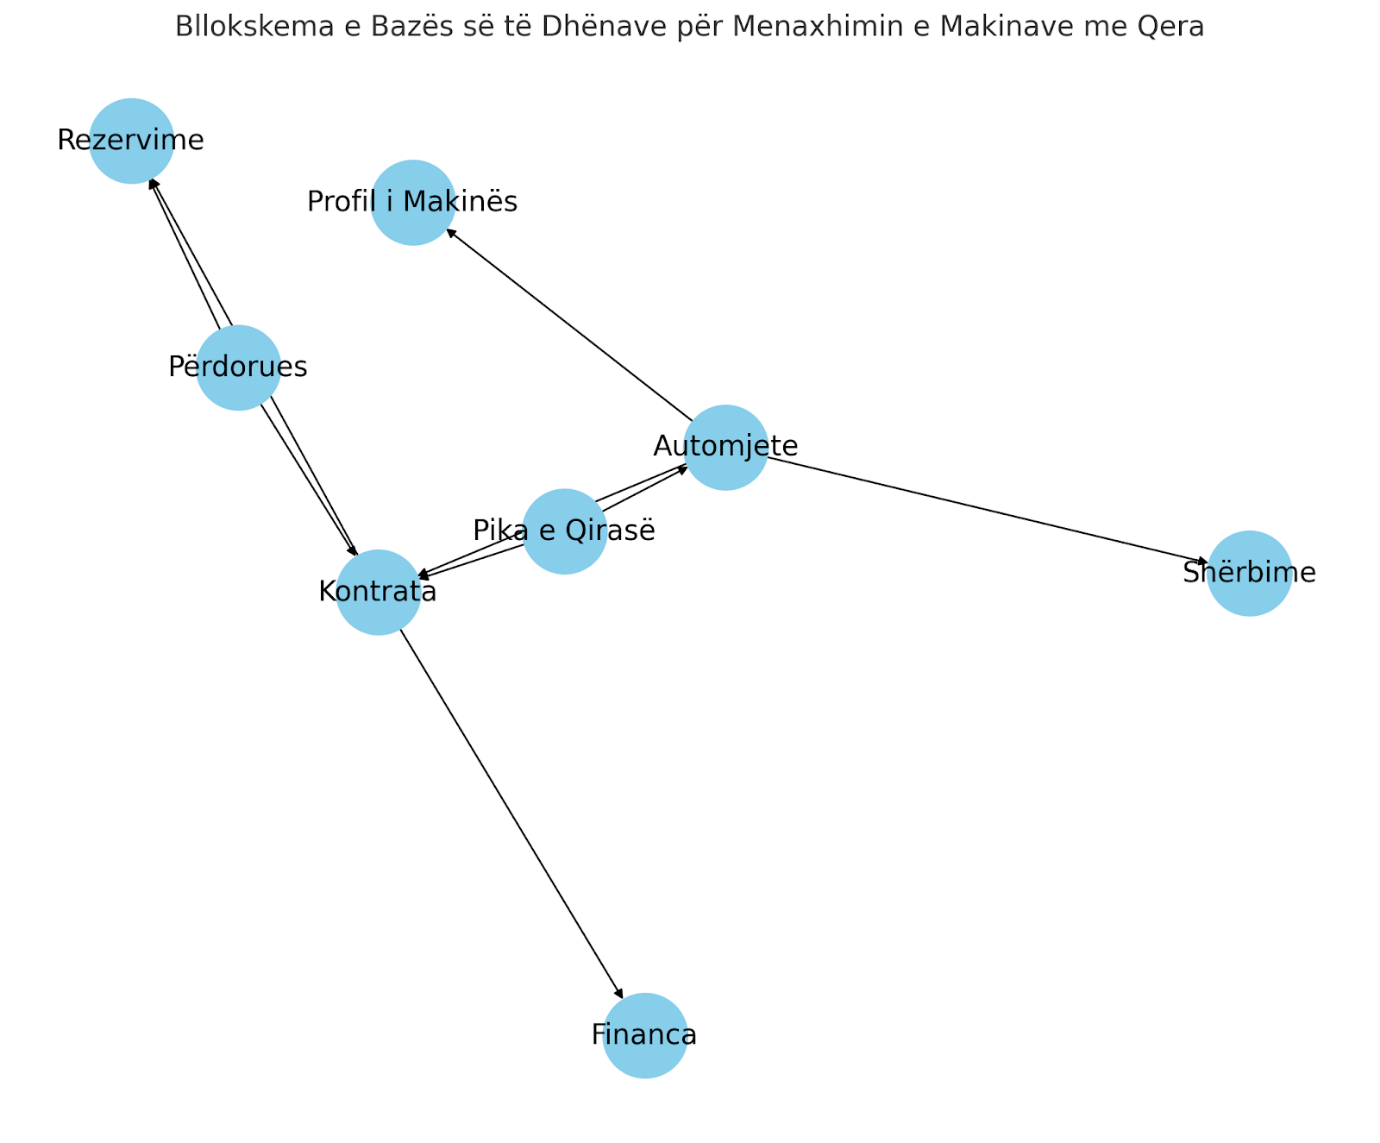 Bllokskema e Bazës së të Dhënave për Menaxhimin e Makinave me Qera
Rezervime
Profil i Makinës
Përdorues
Automjete
Pika e Qirasë
Shërbime
Kontrata
Financa